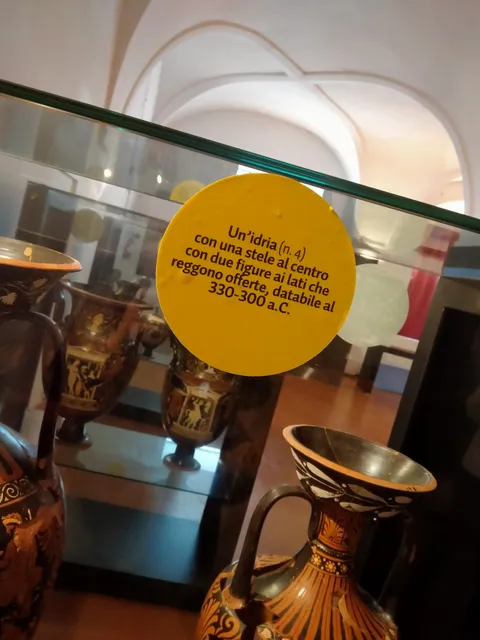 Un'idria (n. 4)
con una stele al centro
con due figure ai lati che
reggono offerte, databile al
330-300 a.C.